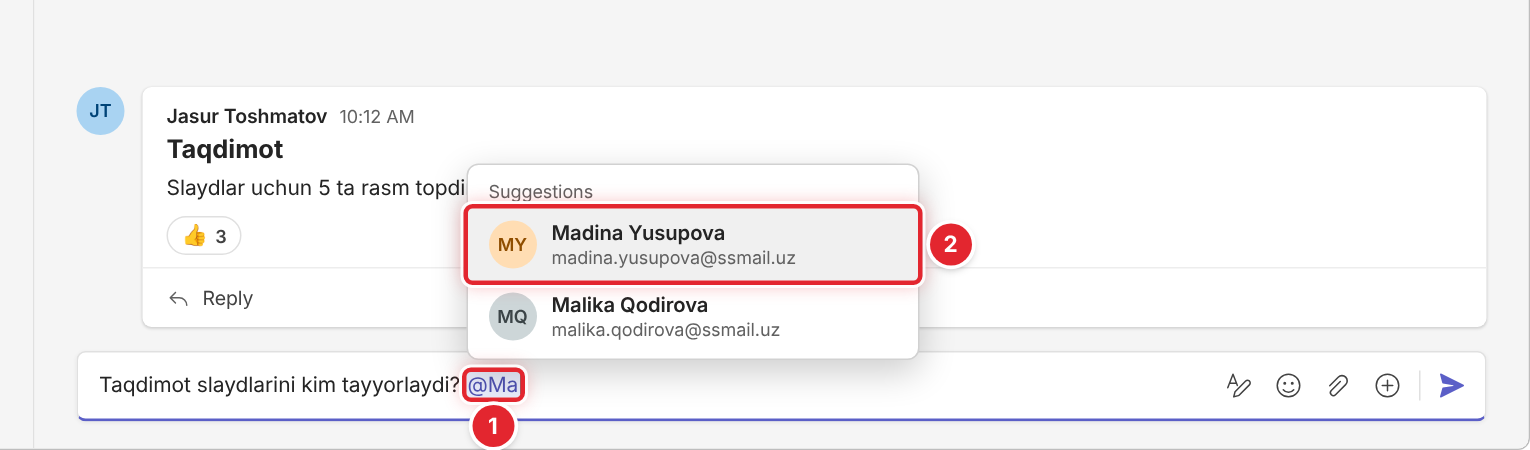 JT
Jasur Toshmatov 10:12 AM
Taqdimot
Slaydlar uchun 5 ta rasm topdi
👍 3
Reply
Suggestions
MY
Madina Yusupova
madina.yusupova@ssmail.uz
2
MQ
Malika Qodirova
malika.qodirova@ssmail.uz
Taqdimot slaydlarini kim tayyorlaydi? @Ma
1